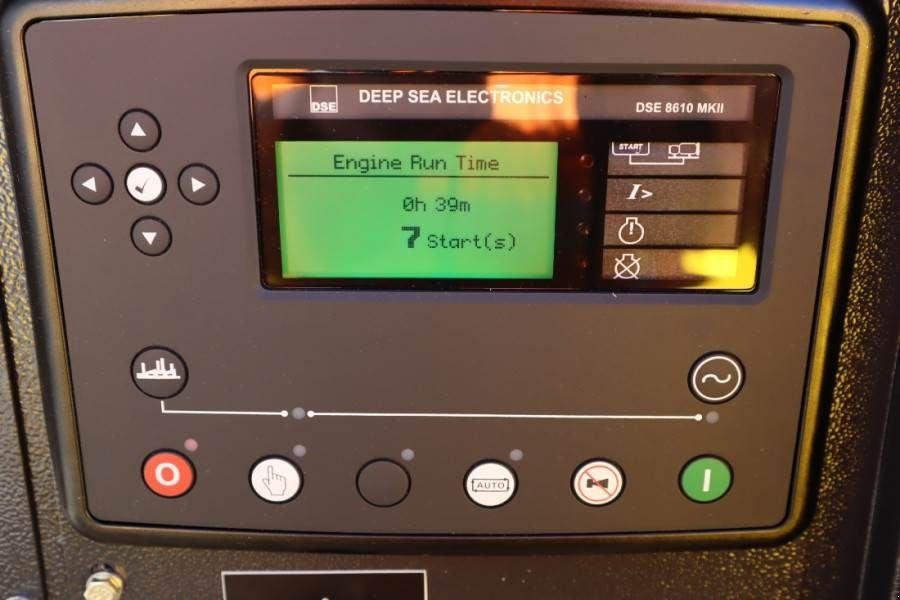 DSE DEEP SEA ELECTRONICS DSE 8610 MKII
START
Engine Run Time
I>
0h 39m
7 Start(s)
O
AUTO
I